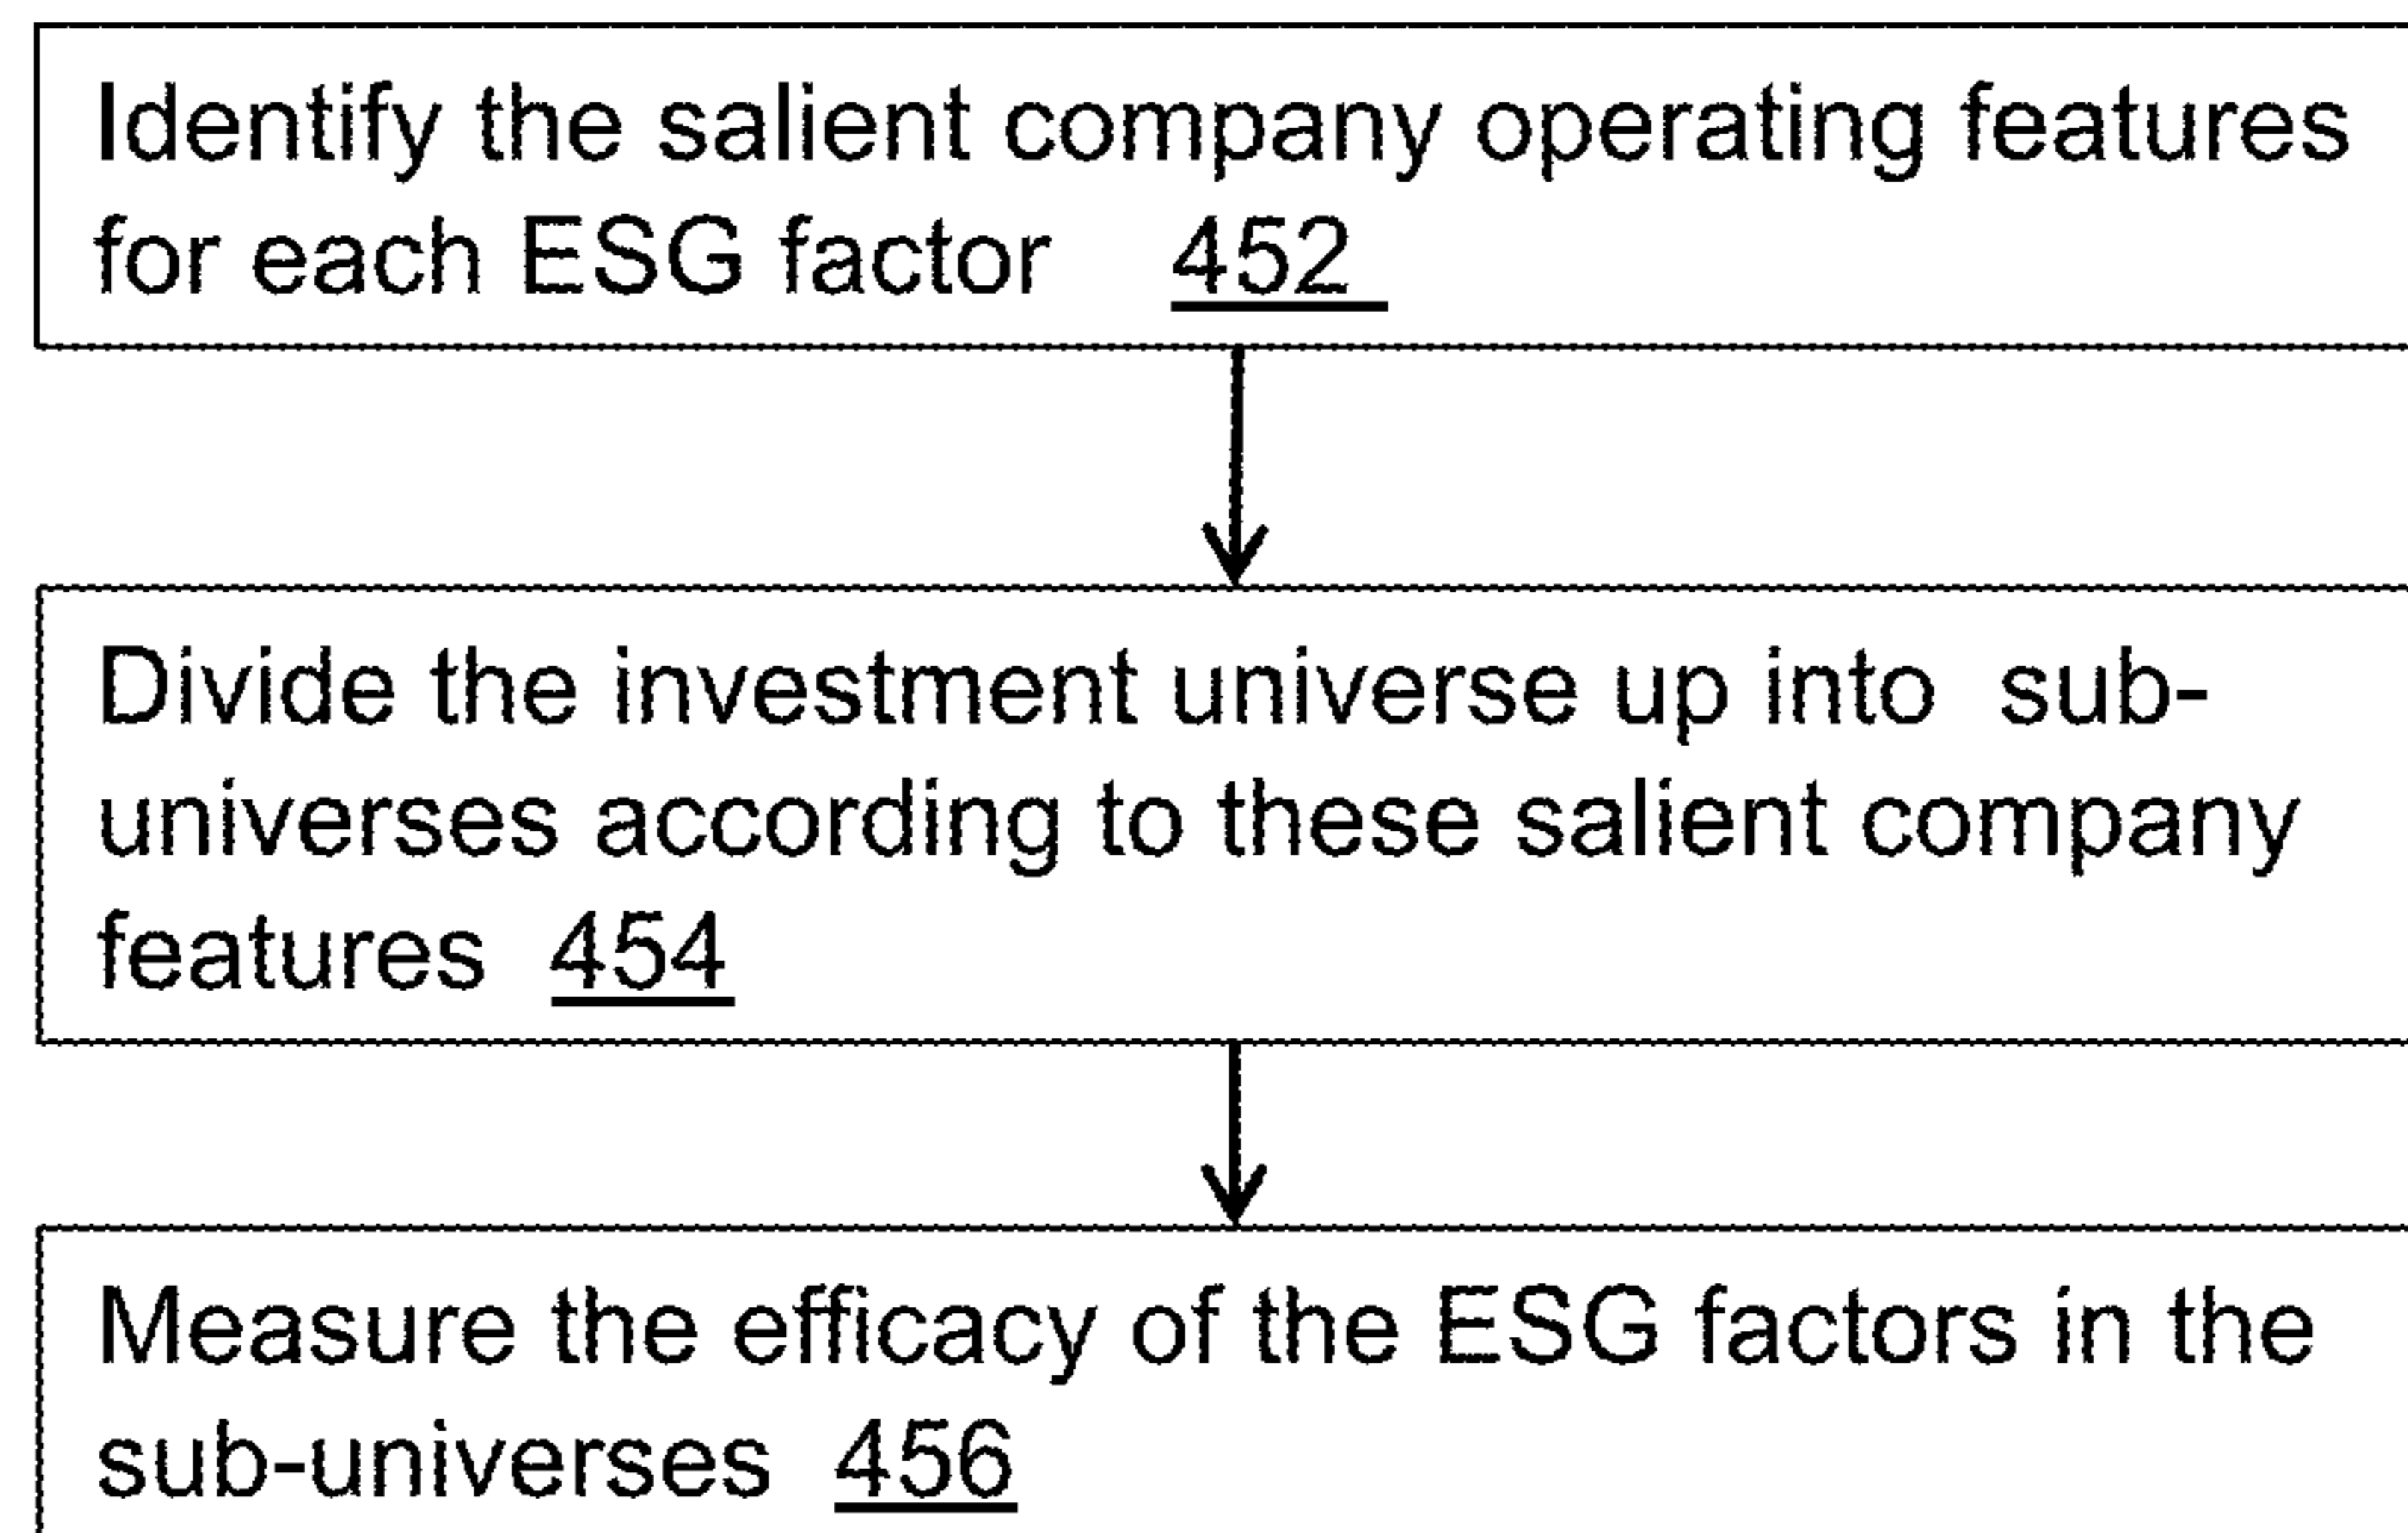 Identify the salient company operating features
for each ESG factor 452
Divide the investment universe up into sub-
universes according to these salient company
features 454
Measure the efficacy of the ESG factors in the
sub-universes 456